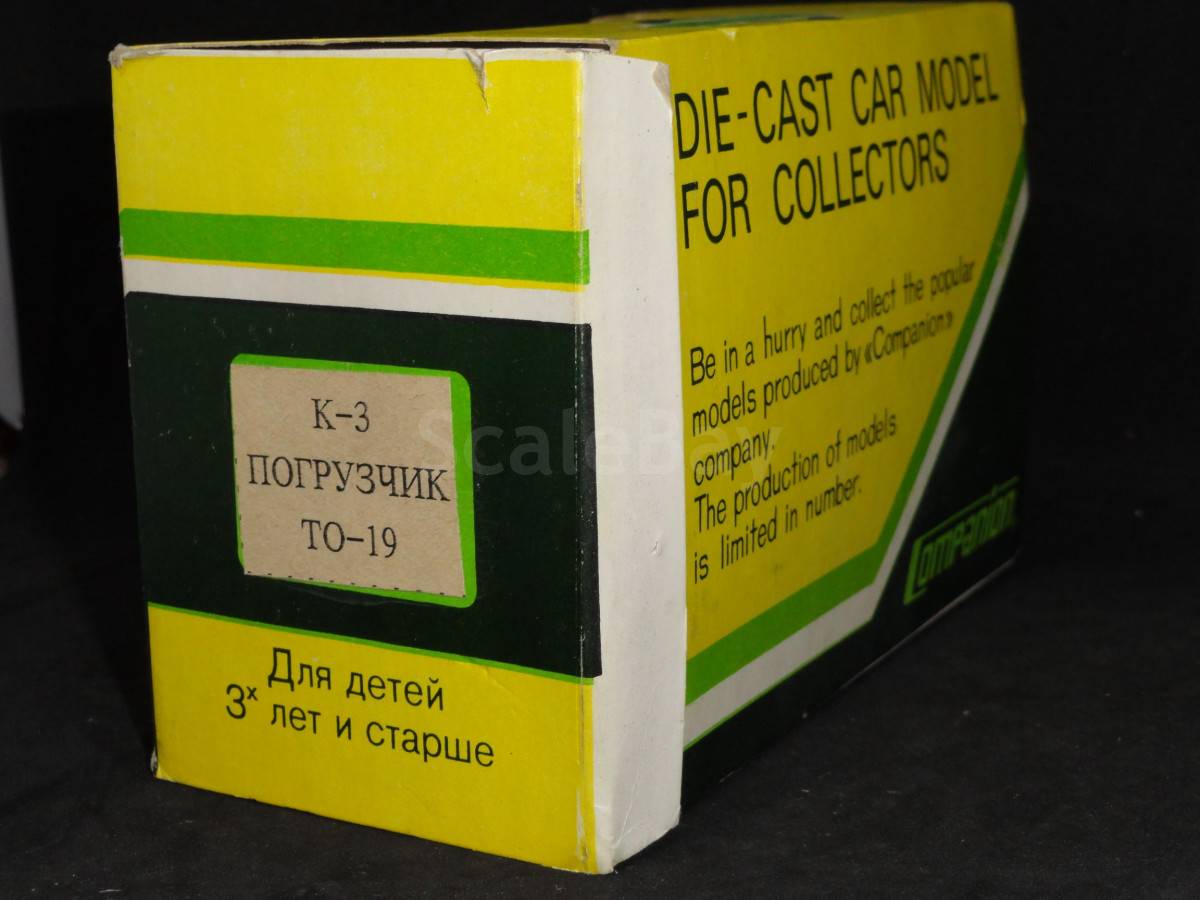 К-3
ПОГРУЗЧИК
ТО-19
Для детей
3х лет и старше
DIE-CAST CAR MODEL
FOR COLLECTORS
Be in a hurry and collect the popular
models produced by «Companion»
company.
The production of models
is limited in number.
Companion
ScaleBay